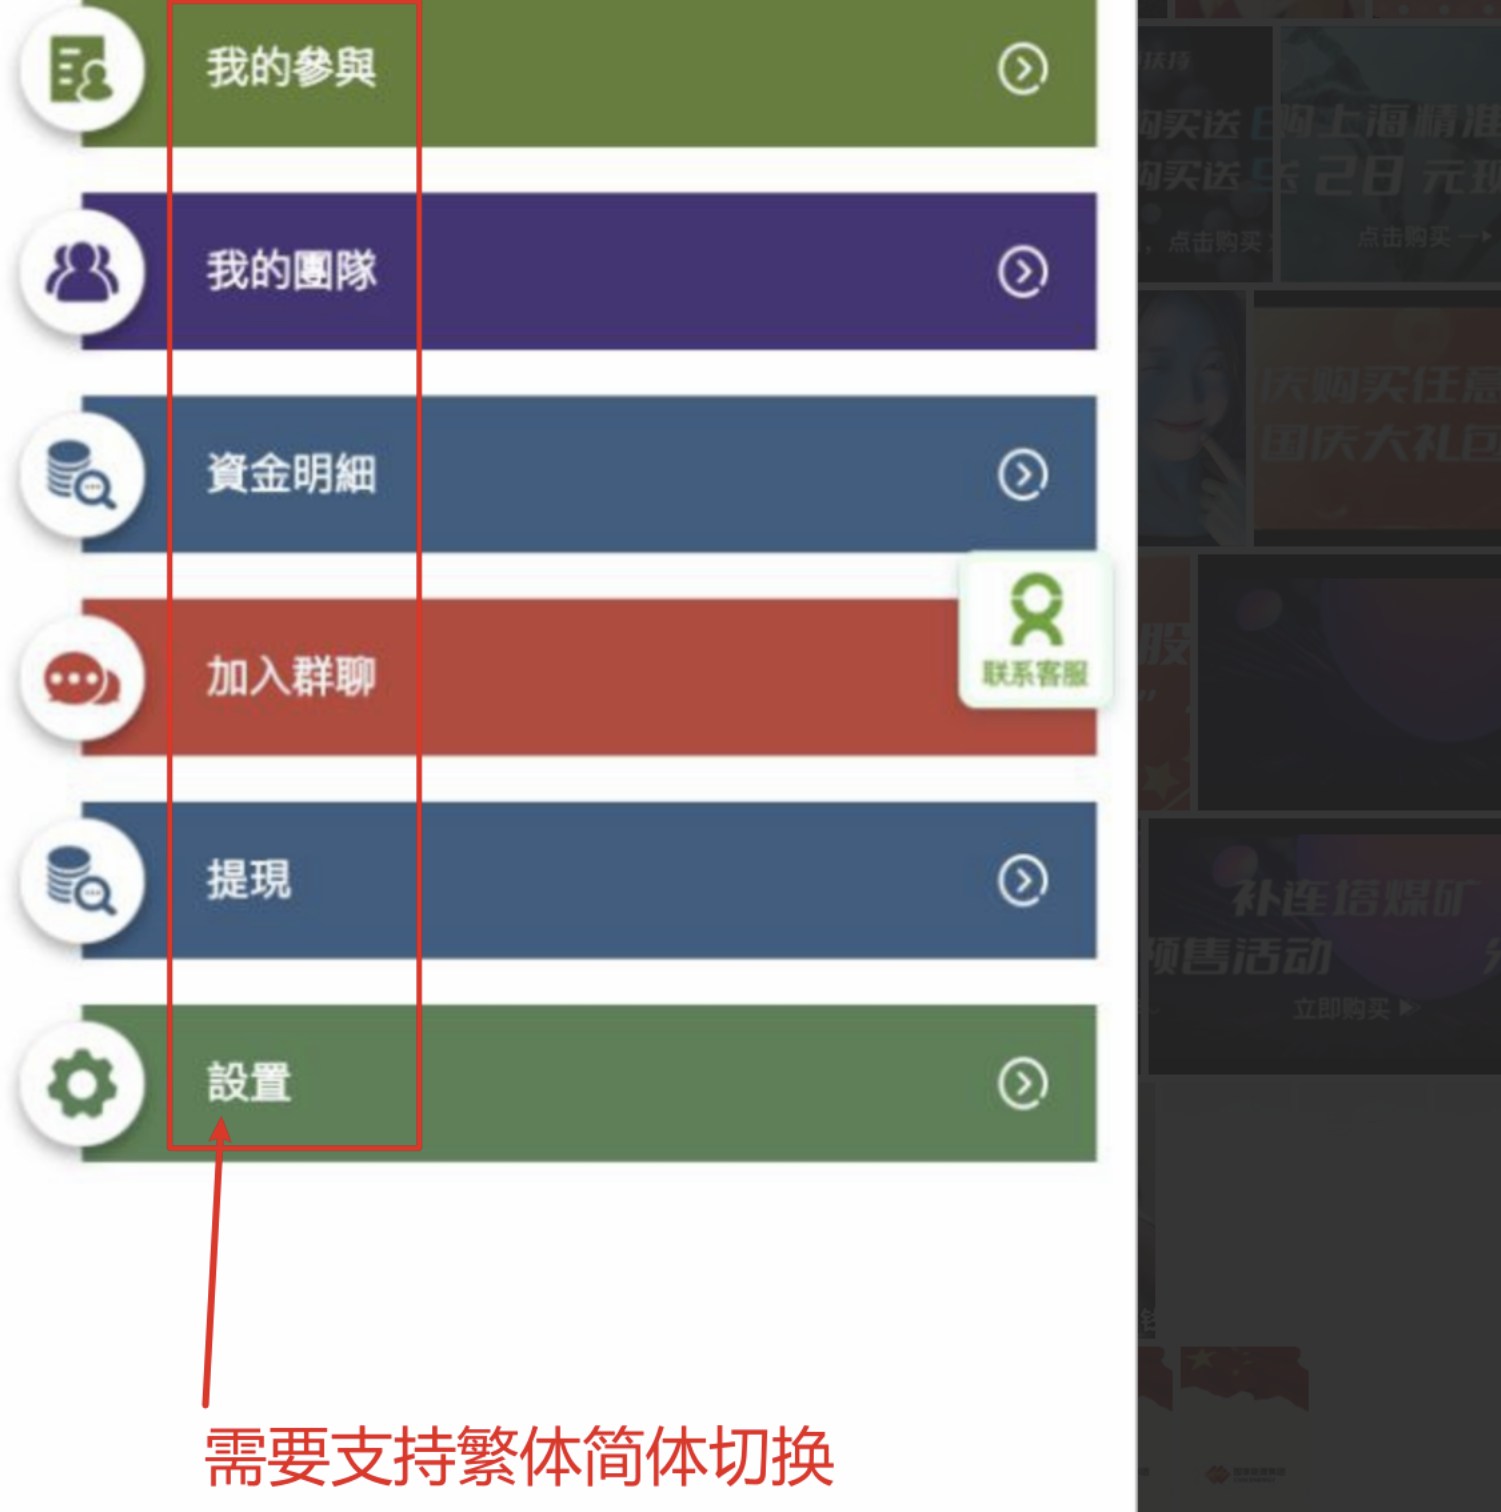 我的參與
我的團隊
資金明細
加入群聊
联系客服
提現
設置
需要支持繁体简体切换
扶持
购买送
购买送
，点击购买
购上海精准
送 28 元现
点击购买
庆购买任意
国庆大礼包
股
补连塔煤矿
预售活动
立即购买